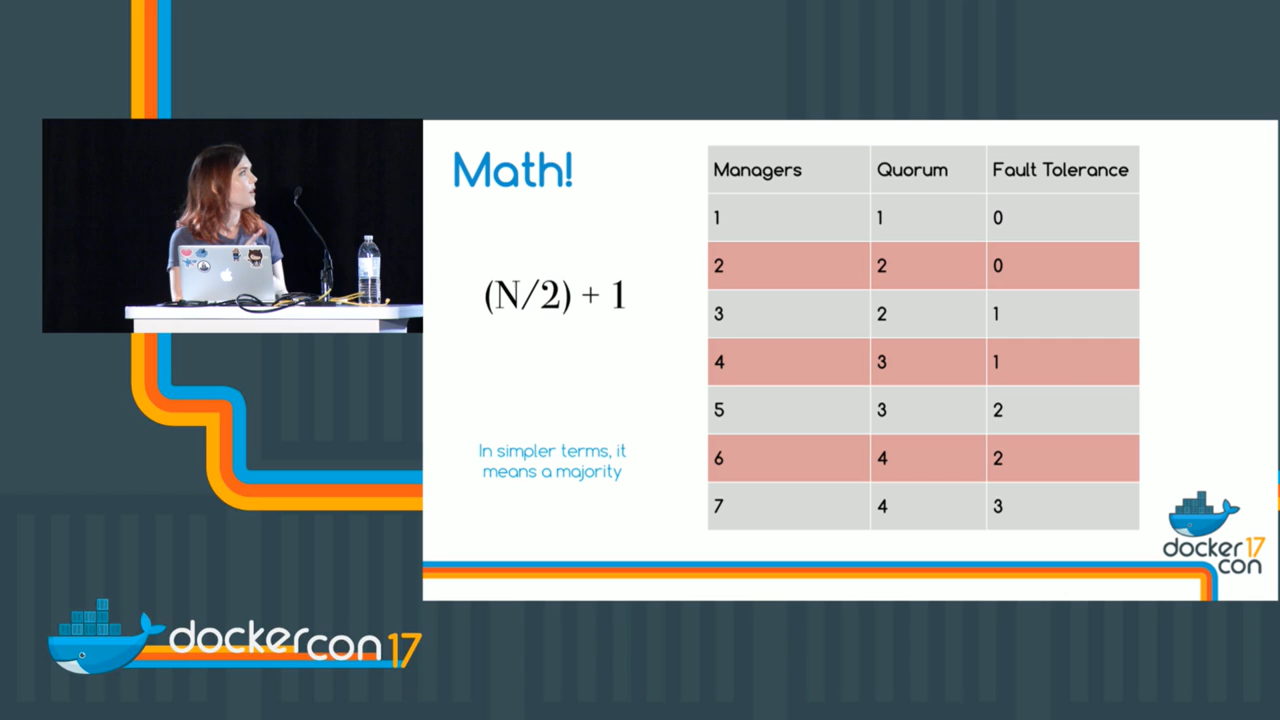 Math!
(N/2) + 1
In simpler terms, it
means a majority
Managers Quorum Fault Tolerance
1 1 0
2 2 0
3 2 1
4 3 1
5 3 2
6 4 2
7 4 3
docker 17
con
dockercon 17